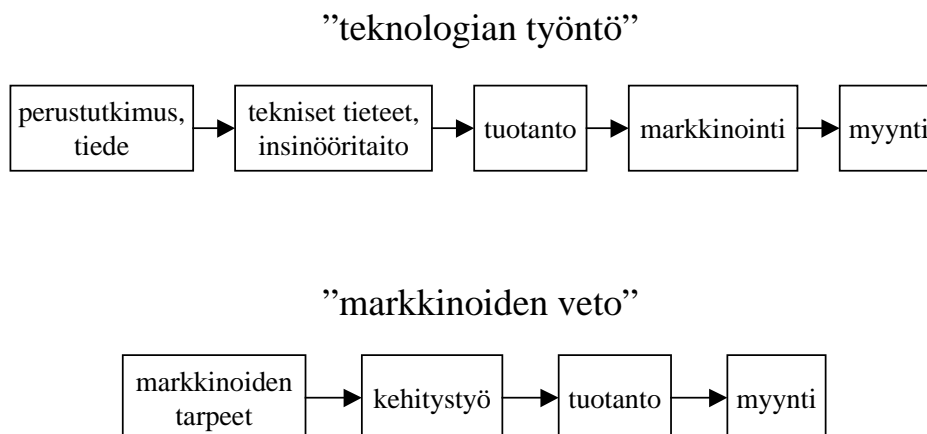 ”teknologian työntö”
perustutkimus,
tiede
tekniset tieteet,
insinööritaito
tuotanto
markkinointi
myynti
”markkinoiden veto”
markkinoiden
tarpeet
kehitystyö
tuotanto
myynti